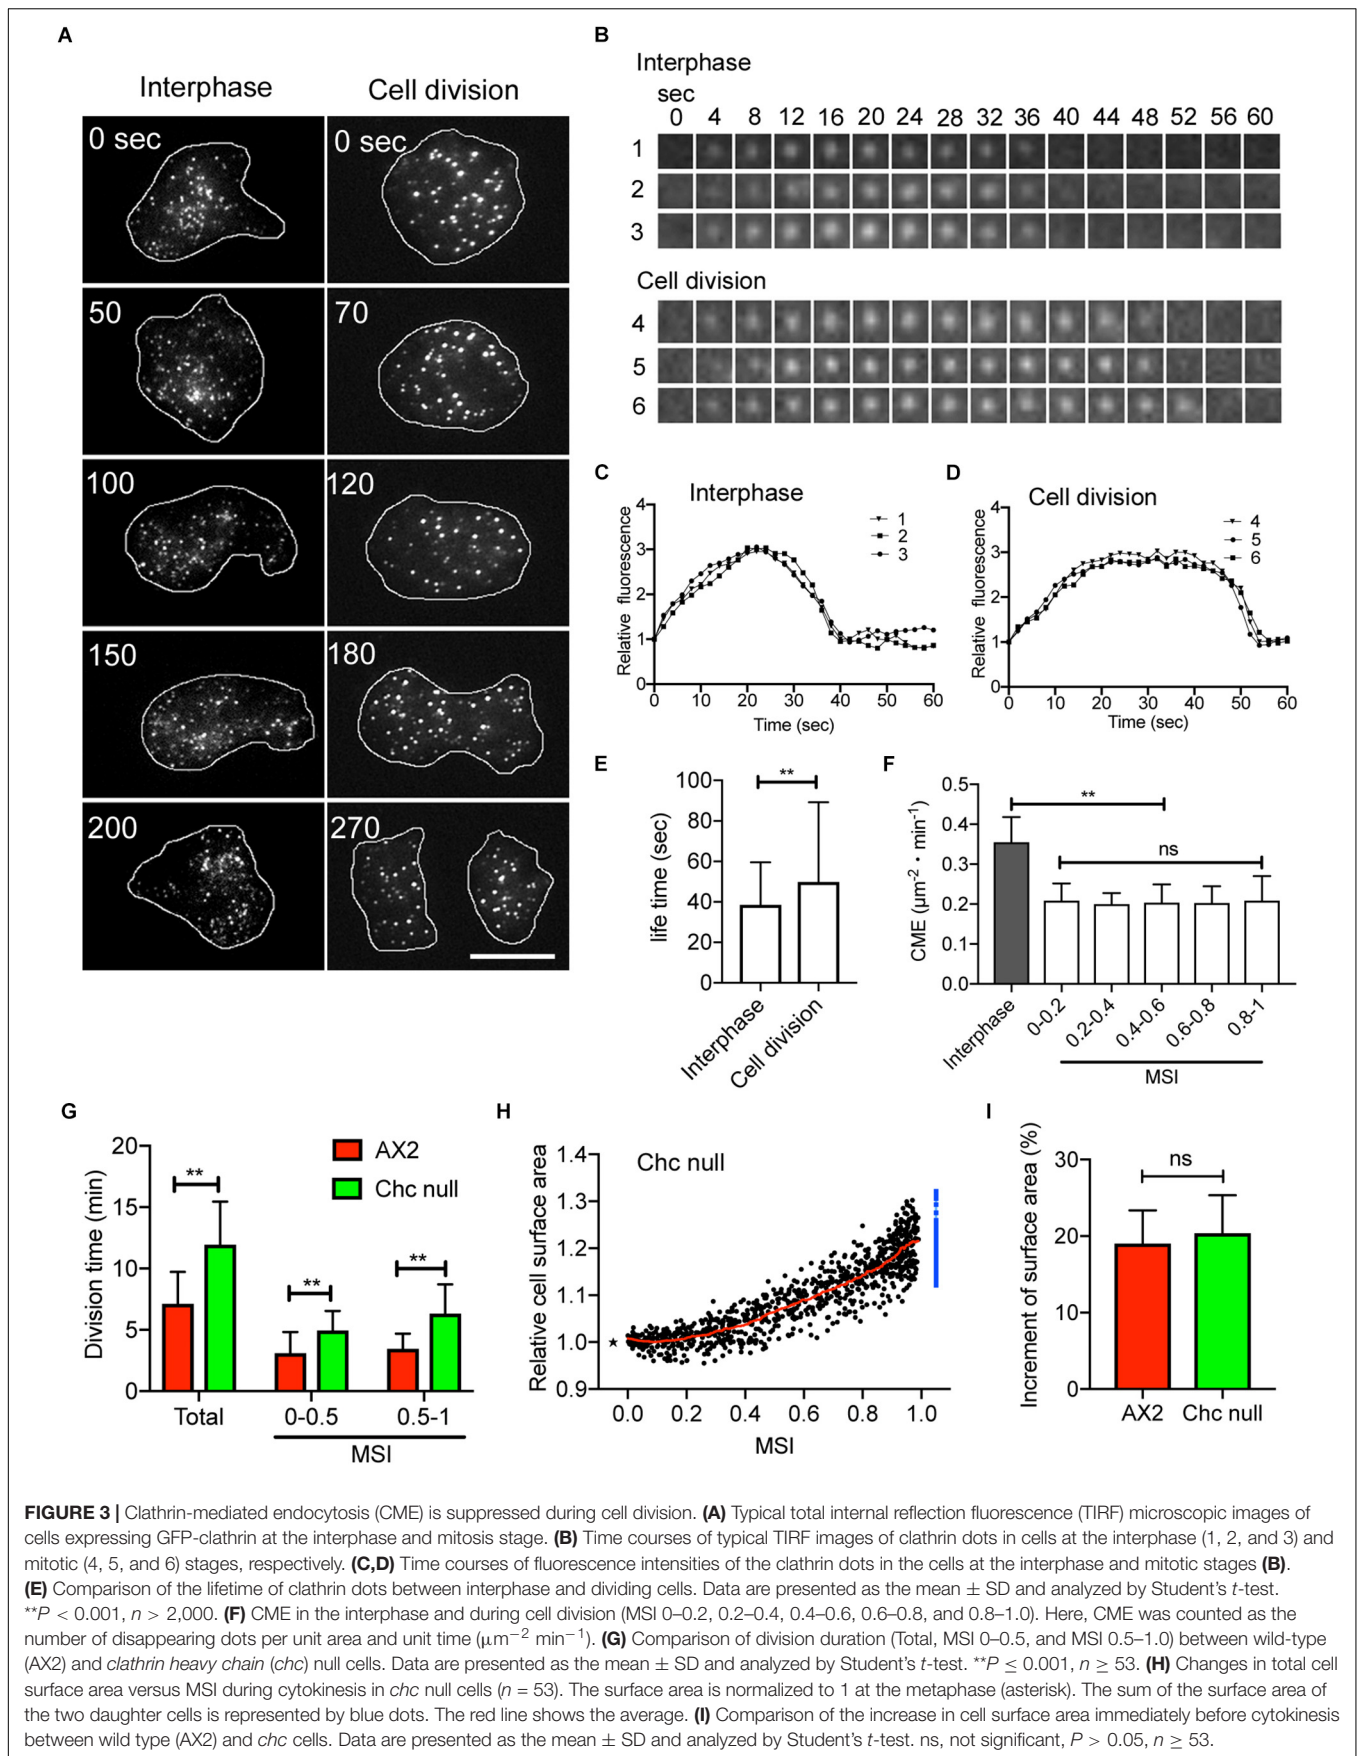 A
Interphase
Cell division
0 sec
0 sec
50
70
100
120
150
180
200
270
B
Interphase
sec
0 4 8 12 16 20 24 28 32 36 40 44 48 52 56 60
1
2
3
Cell division
4
5
6
C
Interphase
Relative fluorescence
4
3
2
1
0
0 10 20 30 40 50 60
Time (sec)
1
2
3
D
Cell division
Relative fluorescence
4
3
2
1
0
0 10 20 30 40 50 60
Time (sec)
4
5
6
E
life time (sec)
100
80
60
40
20
0
**
Interphase
Cell division
F
CME (μm-2 • min-1)
0.5
0.4
0.3
0.2
0.1
0.0
**
ns
Interphase
0-0.2
0.2-0.4
0.4-0.6
0.6-0.8
0.8-1
MSI
G
Division time (min)
20
15
10
5
0
**
**
**
AX2
Chc null
Total
0-0.5
0.5-1
MSI
H
Chc null
Relative cell surface area
1.4
1.3
1.2
1.1
1.0
0.9
★
0.0 0.2 0.4 0.6 0.8 1.0
MSI
I
Increment of surface area (%)
30
20
10
0
ns
AX2 Chc null
FIGURE 3 | Clathrin-mediated endocytosis (CME) is suppressed during cell division. (A) Typical total internal reflection fluorescence (TIRF) microscopic images of
cells expressing GFP-clathrin at the interphase and mitosis stage. (B) Time courses of typical TIRF images of clathrin dots in cells at the interphase (1, 2, and 3) and
mitotic (4, 5, and 6) stages, respectively. (C,D) Time courses of fluorescence intensities of the clathrin dots in the cells at the interphase and mitotic stages (B).
(E) Comparison of the lifetime of clathrin dots between interphase and dividing cells. Data are presented as the mean ± SD and analyzed by Student's t-test.
**P < 0.001, n > 2,000. (F) CME in the interphase and during cell division (MSI 0–0.2, 0.2–0.4, 0.4–0.6, 0.6–0.8, and 0.8–1.0). Here, CME was counted as the
number of disappearing dots per unit area and unit time (μm−2 min−1). (G) Comparison of division duration (Total, MSI 0–0.5, and MSI 0.5–1.0) between wild-type
(AX2) and clathrin heavy chain (chc) null cells. Data are presented as the mean ± SD and analyzed by Student's t-test. **P ≤ 0.001, n ≥ 53. (H) Changes in total cell
surface area versus MSI during cytokinesis in chc null cells (n = 53). The surface area is normalized to 1 at the metaphase (asterisk). The sum of the surface area of
the two daughter cells is represented by blue dots. The red line shows the average. (I) Comparison of the increase in cell surface area immediately before cytokinesis
between wild type (AX2) and chc cells. Data are presented as the mean ± SD and analyzed by Student's t-test. ns, not significant, P > 0.05, n ≥ 53.